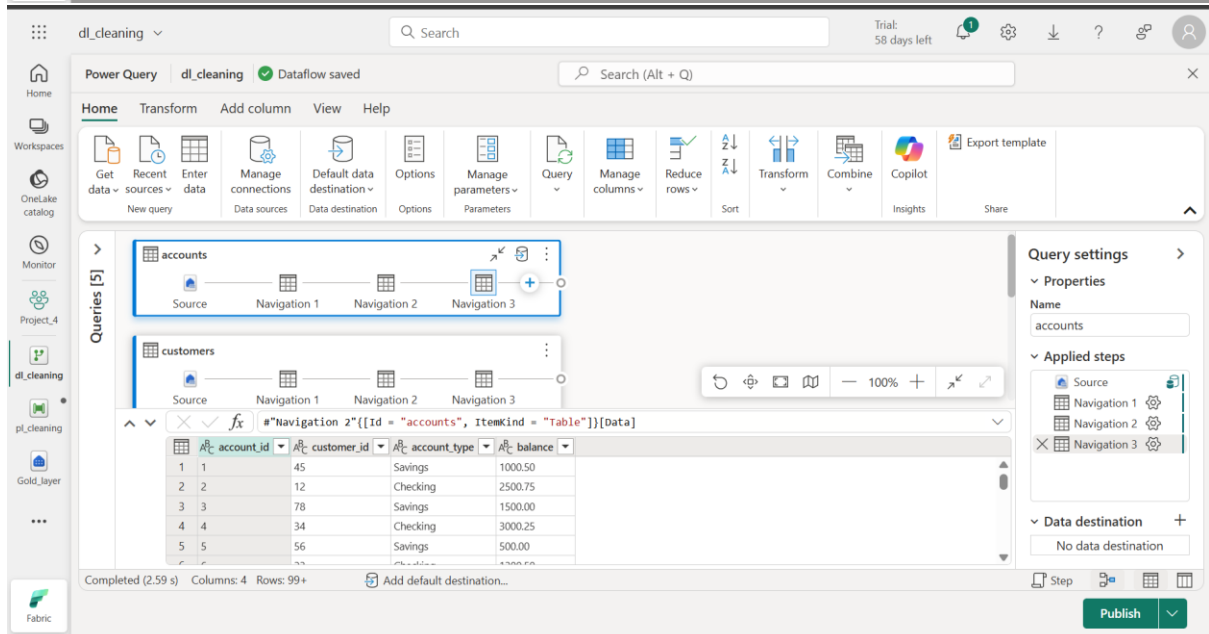 dl_cleaning
Search
Trial:
58 days left
1
Home
Workspaces
OneLake
catalog
Monitor
Project_4
dl_cleaning
pl_cleaning
Gold_layer
Fabric
Power Query dl_cleaning Dataflow saved
Search (Alt + Q)
Home Transform Add column View Help
Get
data
Recent
sources
Enter
data
New query
Manage
connections
Data sources
Default data
destination
Data destination
Options
Options
Manage
parameters
Parameters
Query
Manage
columns
Reduce
rows
Sort
Transform
Combine
Copilot
Insights
Export template
Share
Queries [5]
accounts
Source Navigation 1 Navigation 2 Navigation 3
customers
Source Navigation 1 Navigation 2 Navigation 3
100%
fx #"Navigation 2"{[Id = "accounts", ItemKind = "Table"]}[Data]
ABC account_id ABC customer_id ABC account_type ABC balance
1 1 45 Savings 1000.50
2 2 12 Checking 2500.75
3 3 78 Savings 1500.00
4 4 34 Checking 3000.25
5 5 56 Savings 500.00
Completed (2.59 s) Columns: 4 Rows: 99+
Add default destination...
Query settings
Properties
Name
accounts
Applied steps
Source
Navigation 1
Navigation 2
Navigation 3
Data destination
No data destination
Step
Publish